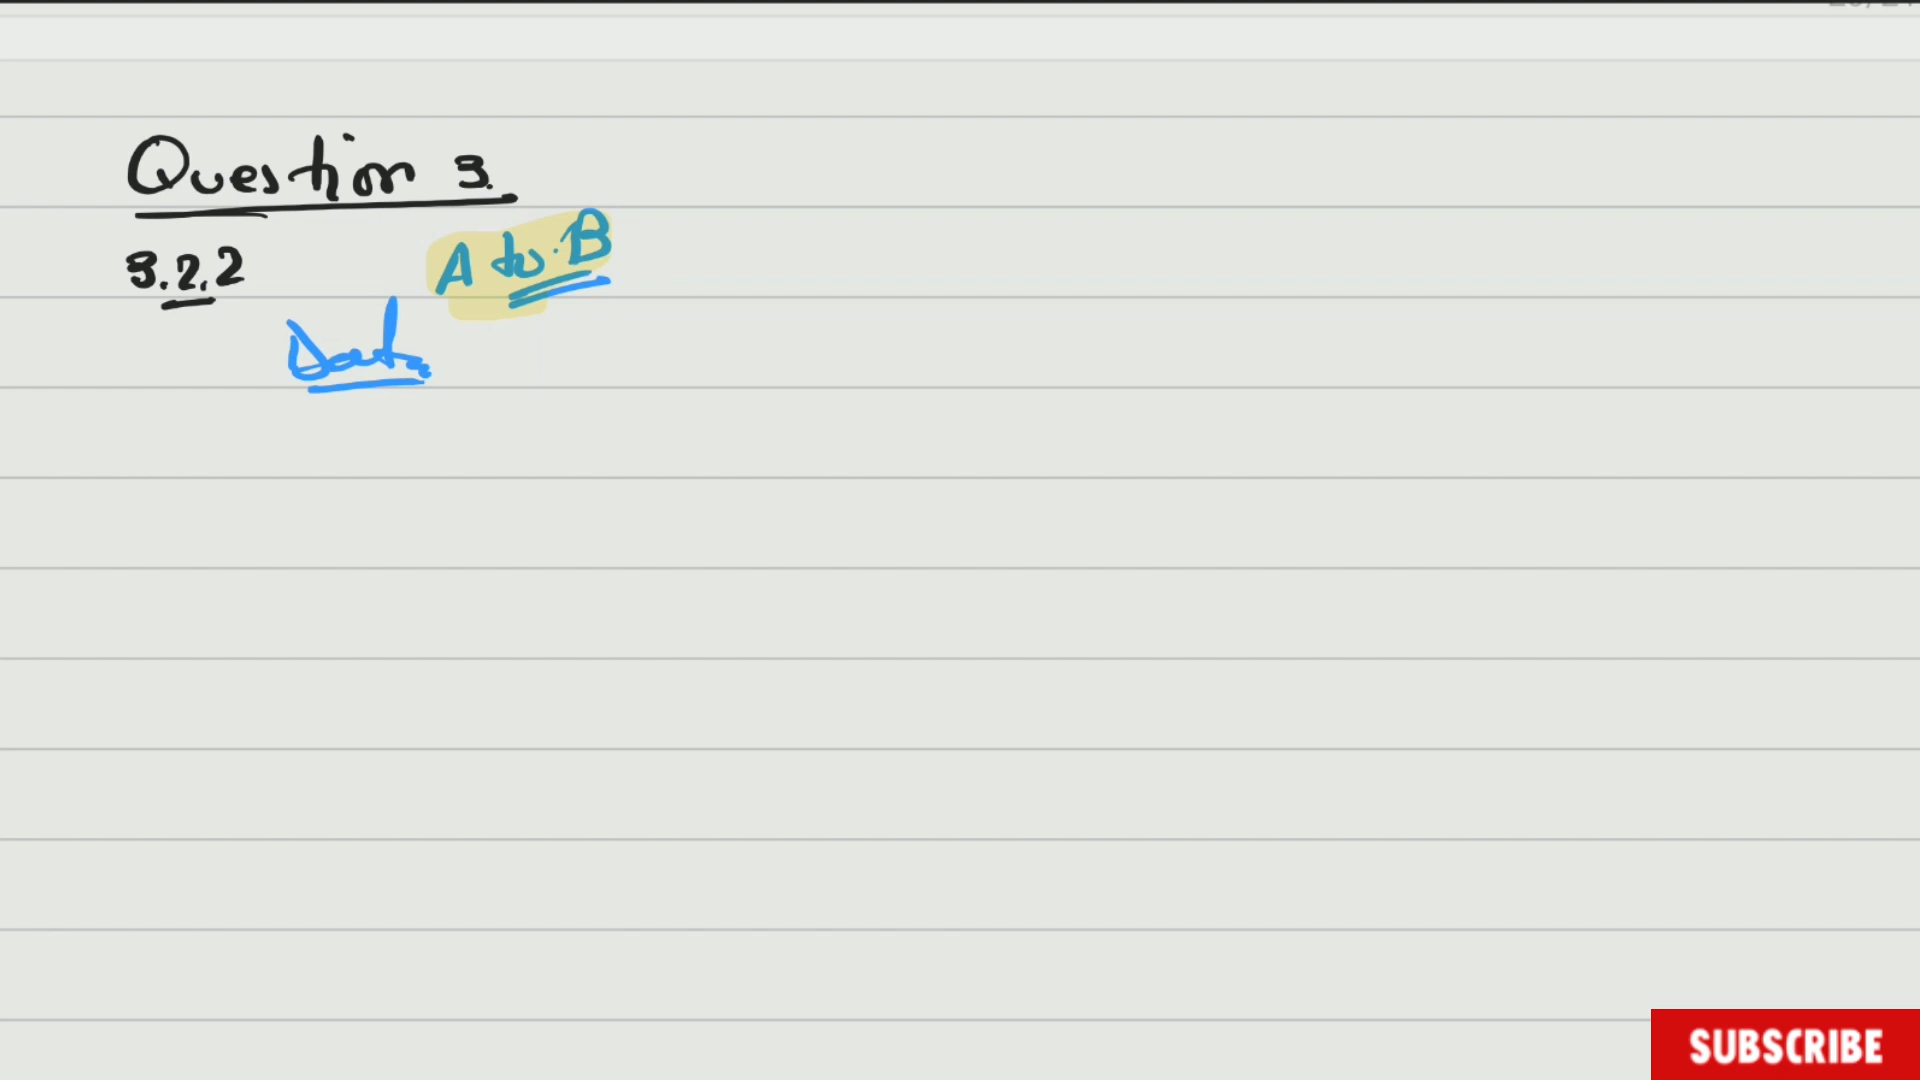 Question 3.
3.2.2
A to B
Data
SUBSCRIBE